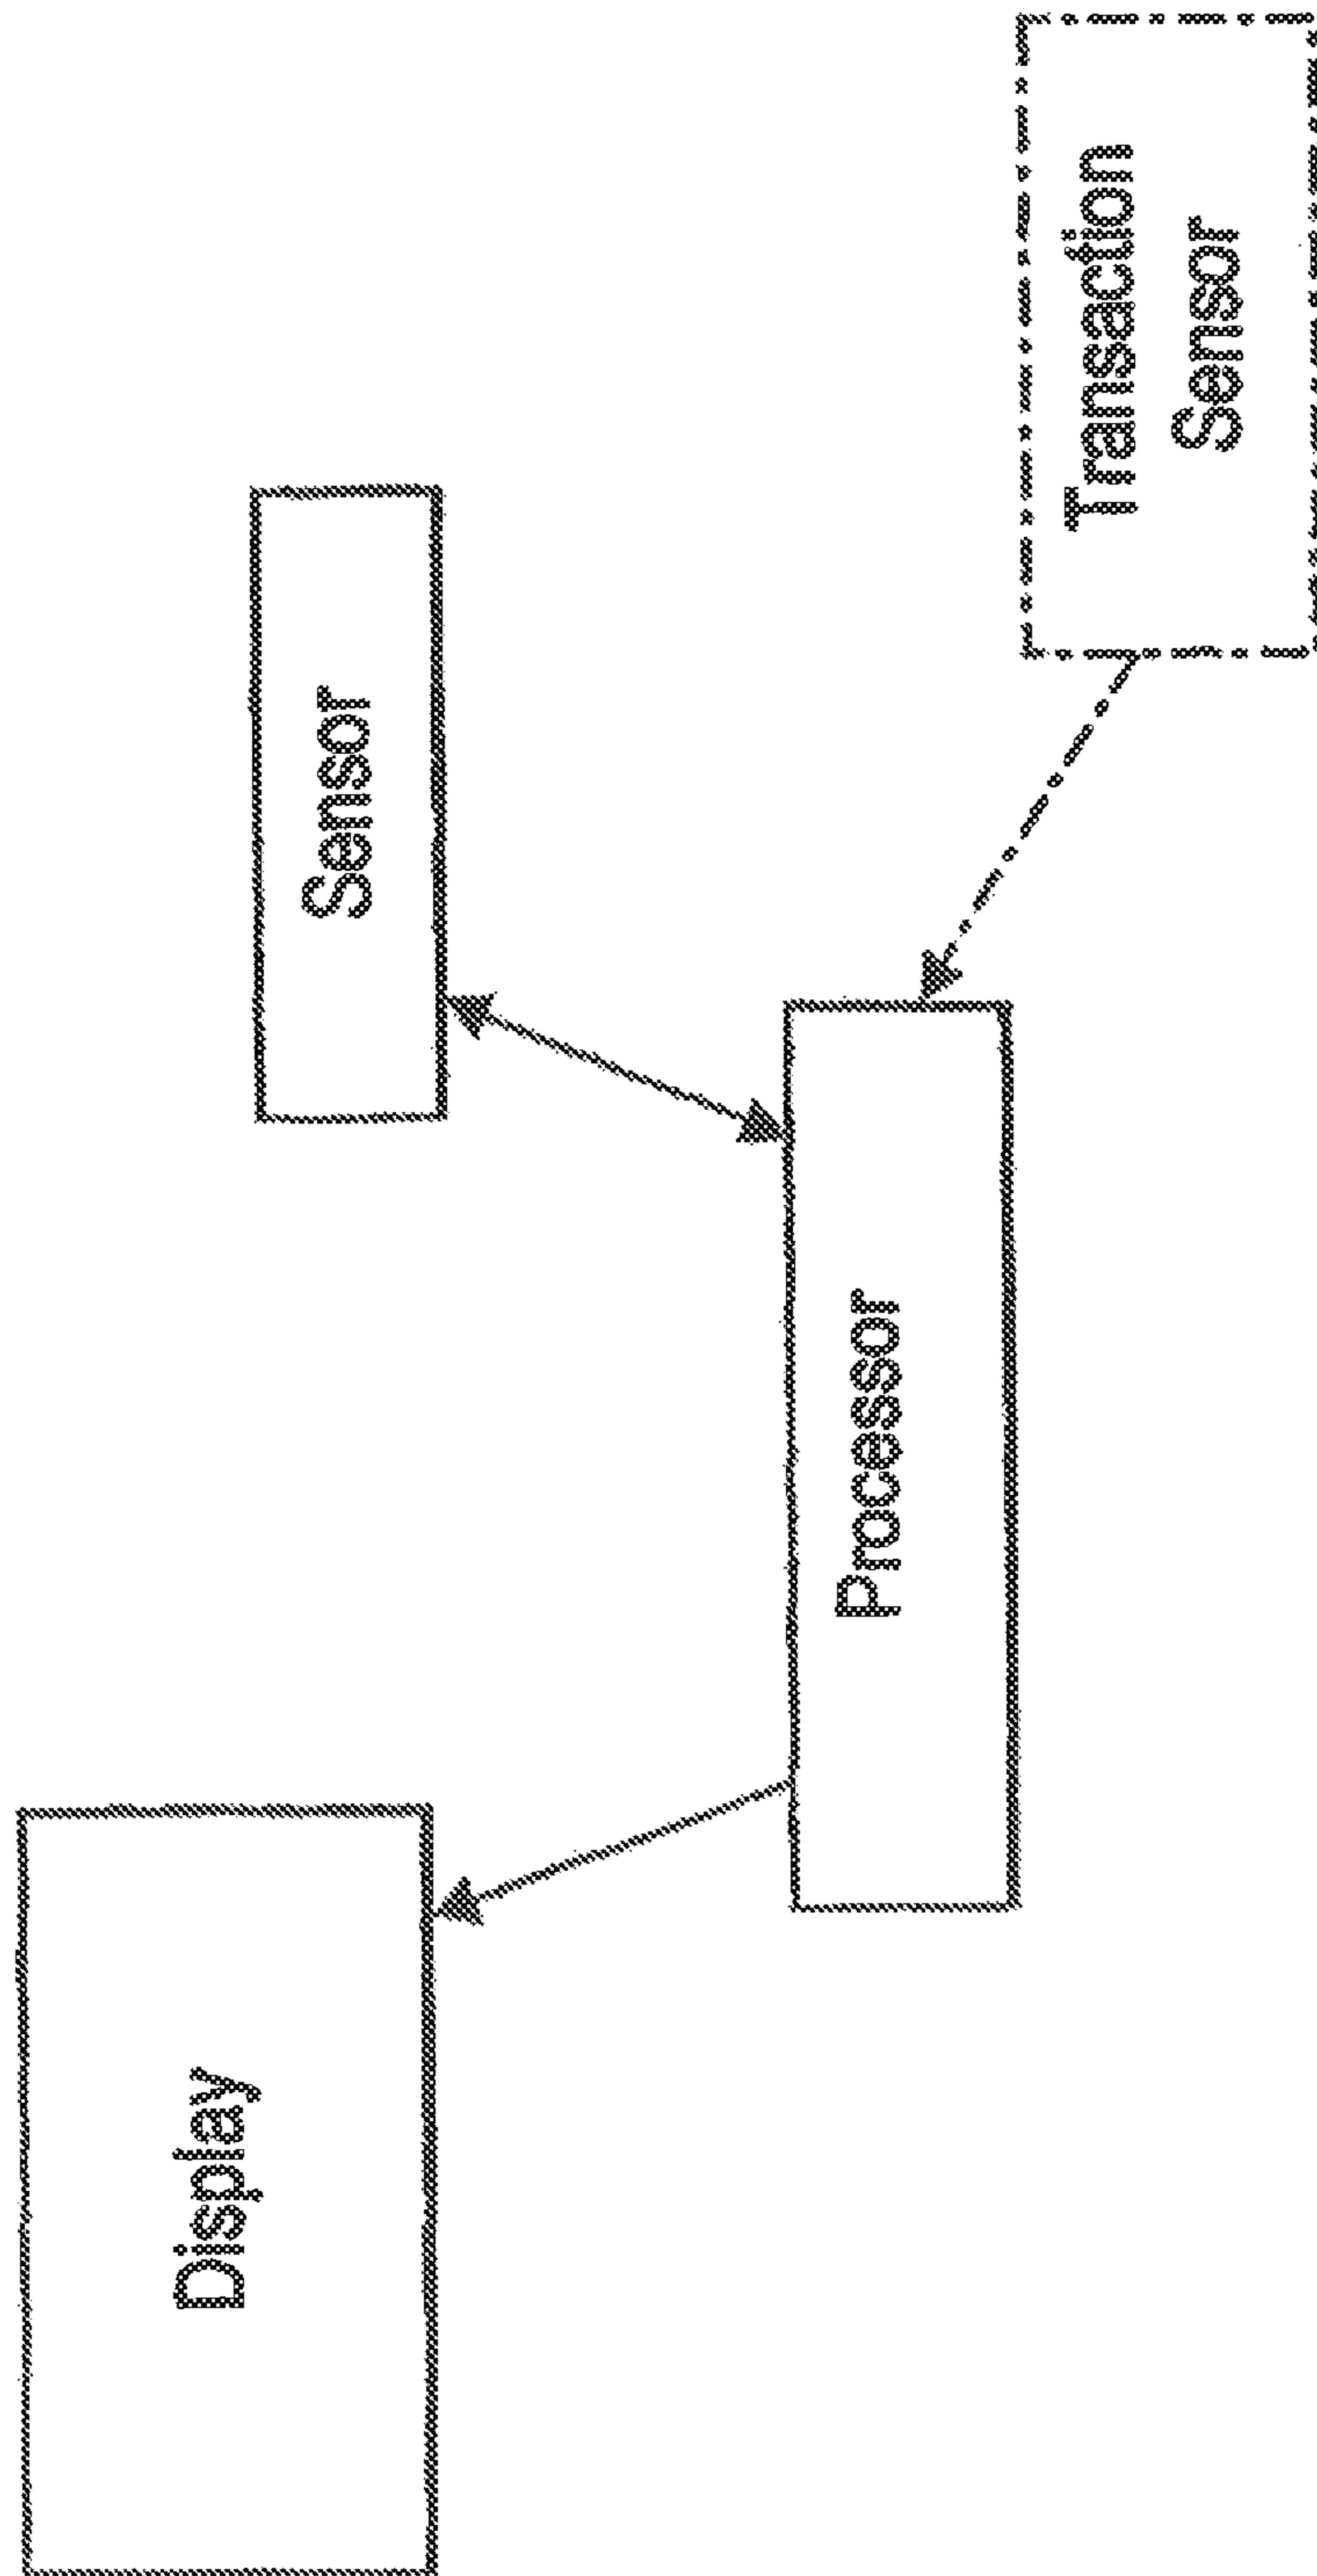 Display
Sensor
Processor
Transaction
Sensor